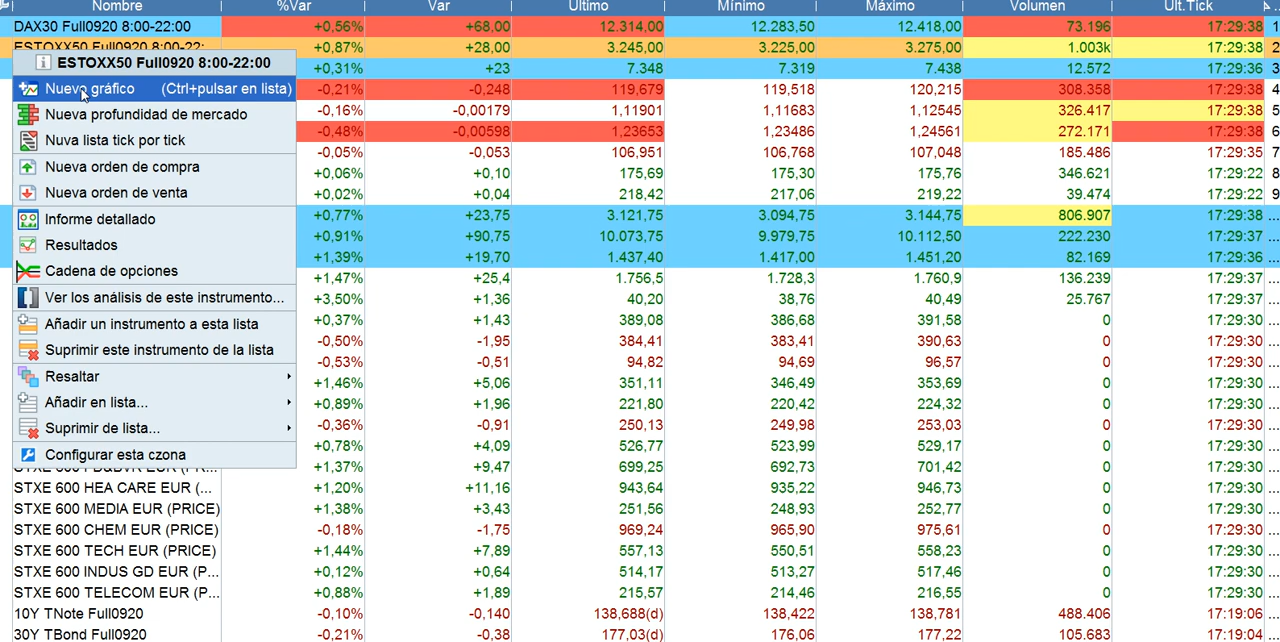 Nombre %Var Var Último Mínimo Máximo Volumen Últ.Tick
DAX30 Full0920 8:00-22:00 +0,56% +68,00 12.314,00 12.283,50 12.418,00 73.196 17:29:38 1
ESTOXX50 Full0920 8:00-22: +0,87% +28,00 3.245,00 3.225,00 3.275,00 1.003k 17:29:38 2
ESTOXX50 Full0920 8:00-22:00
+0,31% +23 7.348 7.319 7.438 12.572 17:29:36 3
Nuevo gráfico (Ctrl+pulsar en lista) -0,21% -0,248 119,679 119,518 120,215 308.358 17:29:38 4
Nueva profundidad de mercado -0,16% -0,00179 1,11901 1,11683 1,12545 326.417 17:29:38 5
-0,48% -0,00598 1,23653 1,23486 1,24561 272.171 17:29:38 6
Nuva lista tick por tick
-0,05% -0,053 106,951 106,768 107,048 185.486 17:29:35 7
Nueva orden de compra +0,06% +0,10 175,69 175,30 175,76 346.621 17:29:22 8
Nueva orden de venta +0,02% +0,04 218,42 217,06 219,22 39.474 17:29:22 9
Informe detallado +0,77% +23,75 3.121,75 3.094,75 3.144,75 806.907 17:29:38 ...
Resultados +0,91% +90,75 10.073,75 9.979,75 10.112,50 222.230 17:29:37 ...
+1,39% +19,70 1.437,40 1.417,00 1.451,20 82.169 17:29:36 ...
Cadena de opciones +1,47% +25,4 1.756,5 1.728,3 1.760,9 136.239 17:29:37 ...
Ver los análisis de este instrumento... +3,50% +1,36 40,20 38,76 40,49 25.767 17:29:37 ...
Añadir un instrumento a esta lista +0,37% +1,43 389,08 386,68 391,58 0 17:29:30 ...
Suprimir este instrumento de la lista -0,50% -1,95 384,41 383,41 390,63 0 17:29:30 ...
-0,53% -0,51 94,82 94,69 96,57 0 17:29:30 ...
Resaltar +1,46% +5,06 351,11 346,49 353,69 0 17:29:30 ...
Añadir en lista... +0,89% +1,96 221,80 220,42 224,32 0 17:29:30 ...
Suprimir de lista... -0,36% -0,91 250,13 249,98 253,03 0 17:29:30 ...
Configurar esta czona +0,78% +4,09 526,77 523,99 529,17 0 17:29:30 ...
+1,37% +9,47 699,25 692,73 701,42 0 17:29:30 ...
STXE 600 HEA CARE EUR (... +1,20% +11,16 943,64 935,22 946,73 0 17:29:30 ...
STXE 600 MEDIA EUR (PRICE) +1,38% +3,43 251,56 248,93 252,77 0 17:29:30 ...
STXE 600 CHEM EUR (PRICE) -0,18% -1,75 969,24 965,90 975,61 0 17:29:30 ...
STXE 600 TECH EUR (PRICE) +1,44% +7,89 557,13 550,51 558,23 0 17:29:30 ...
STXE 600 INDUS GD EUR (P... +0,12% +0,64 514,17 513,27 517,46 0 17:29:30 ...
STXE 600 TELECOM EUR (P... +0,88% +1,89 215,57 214,46 216,55 0 17:29:30 ...
10Y TNote Full0920 -0,10% -0,140 138,688(d) 138,422 138,781 488.406 17:19:06 ...
30Y TBond Full0920 -0,21% -0,38 177,03(d) 176,06 177,22 105.683 17:19:04 ...